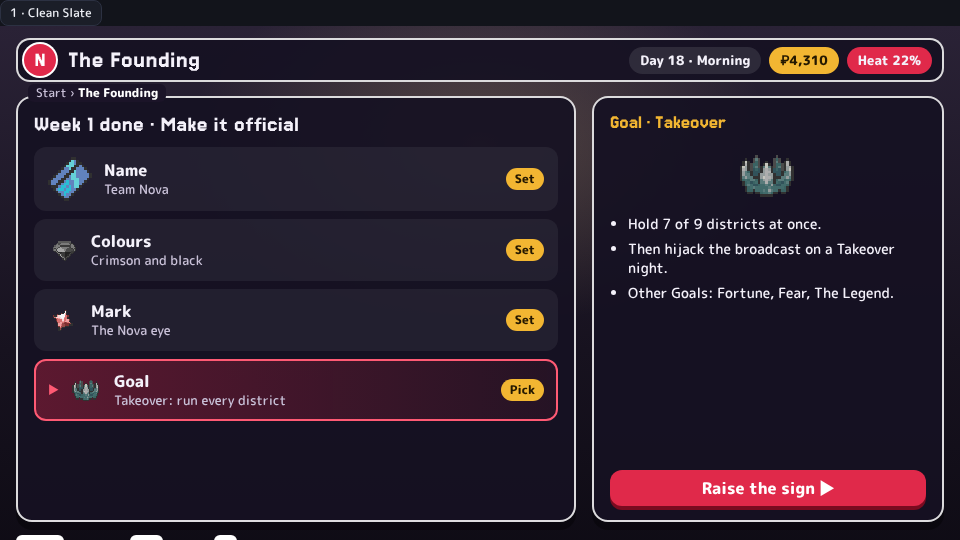 1 · Clean Slate
N
The Founding
Day 18 · Morning
₽4,310
Heat 22%
Start › The Founding
Week 1 done · Make it official
Name
Team Nova
Set
Colours
Crimson and black
Set
Mark
The Nova eye
Set
Goal
Takeover: run every district
Pick
Goal · Takeover
• Hold 7 of 9 districts at once.
• Then hijack the broadcast on a Takeover
night.
• Other Goals: Fortune, Fear, The Legend.
Raise the sign ▶